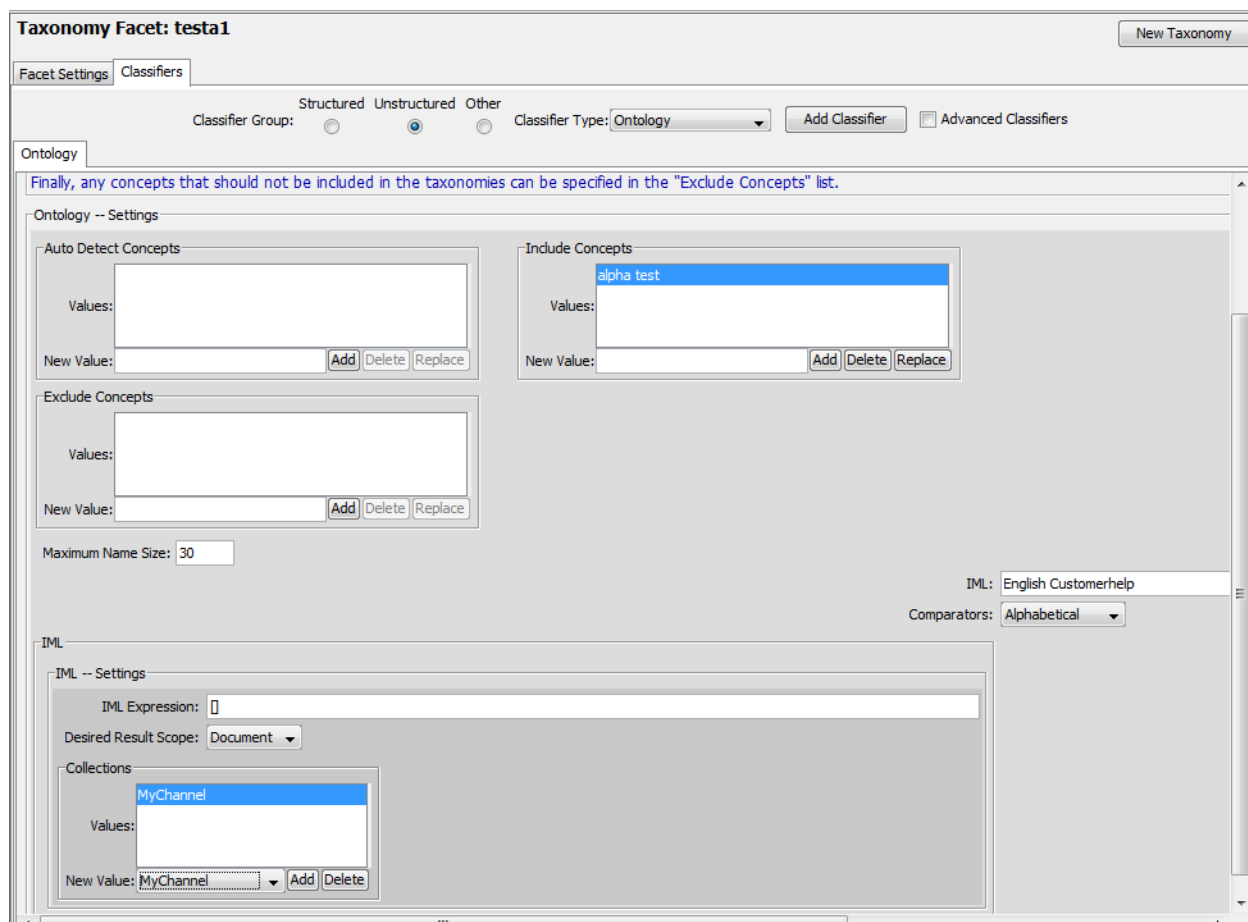 Taxonomy Facet: testa1
New Taxonomy
Facet Settings Classifiers
Structured Unstructured Other
Classifier Group: Classifier Type: Ontology Add Classifier Advanced Classifiers
Ontology
Finally, any concepts that should not be included in the taxonomies can be specified in the "Exclude Concepts" list.
Ontology -- Settings
Auto Detect Concepts Include Concepts
alpha test
Values: Values:
New Value: Add Delete Replace New Value: Add Delete Replace
Exclude Concepts
Values:
New Value: Add Delete Replace
Maximum Name Size: 30
IML: English Customerhelp
Comparators: Alphabetical
IML
IML -- Settings
IML Expression: []
Desired Result Scope: Document
Collections
MyChannel
Values:
New Value: MyChannel Add Delete